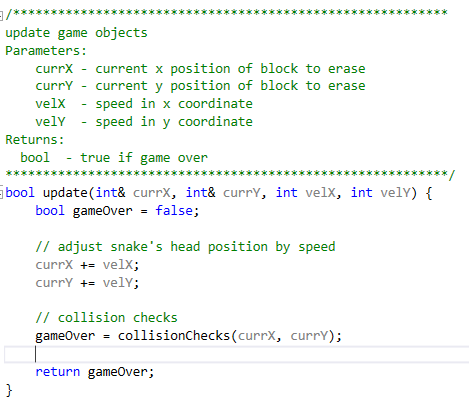 /**********************************************************
update game objects
Parameters:
    currX - current x position of block to erase
    currY - current y position of block to erase
    velX  - speed in x coordinate
    velY  - speed in y coordinate
Returns:
  bool  - true if game over
***********************************************************/
bool update(int& currX, int& currY, int velX, int velY) {
    bool gameOver = false;

    // adjust snake's head position by speed
    currX += velX;
    currY += velY;

    // collision checks
    gameOver = collisionChecks(currX, currY);

    return gameOver;
}